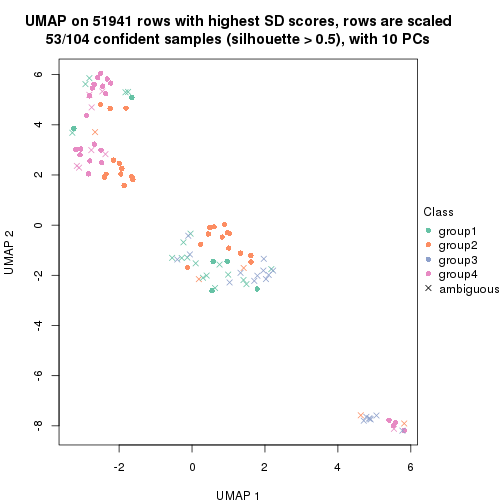 UMAP on 51941 rows with highest SD scores, rows are scaled
53/104 confident samples (silhouette > 0.5), with 10 PCs
6
4
2
0
-2
-4
-6
-8
UMAP 2
-2
0
2
4
6
UMAP 1
Class
group1
group2
group3
group4
ambiguous